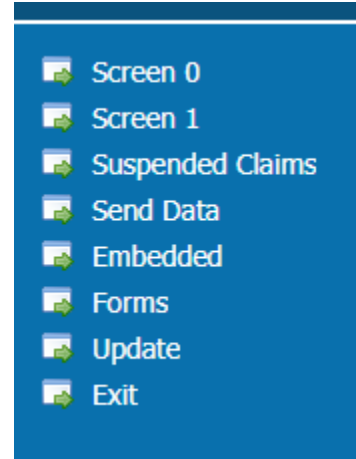 Screen 0
Screen 1
Suspended Claims
Send Data
Embedded
Forms
Update
Exit